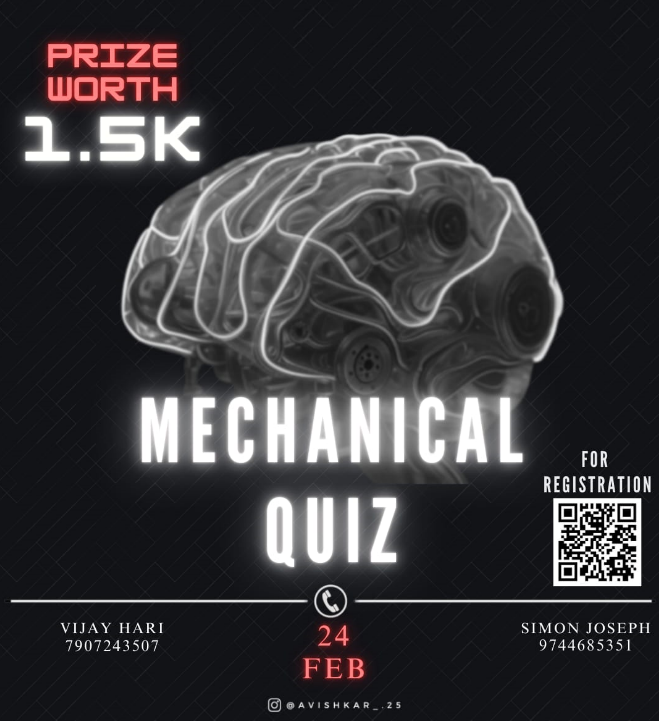 PRIZE
WORTH
1.5K
MECHANICAL
QUIZ
FOR
REGISTRATION
VIJAY HARI
7907243507
24
FEB
SIMON JOSEPH
9744685351
@AVISHKAR_.25